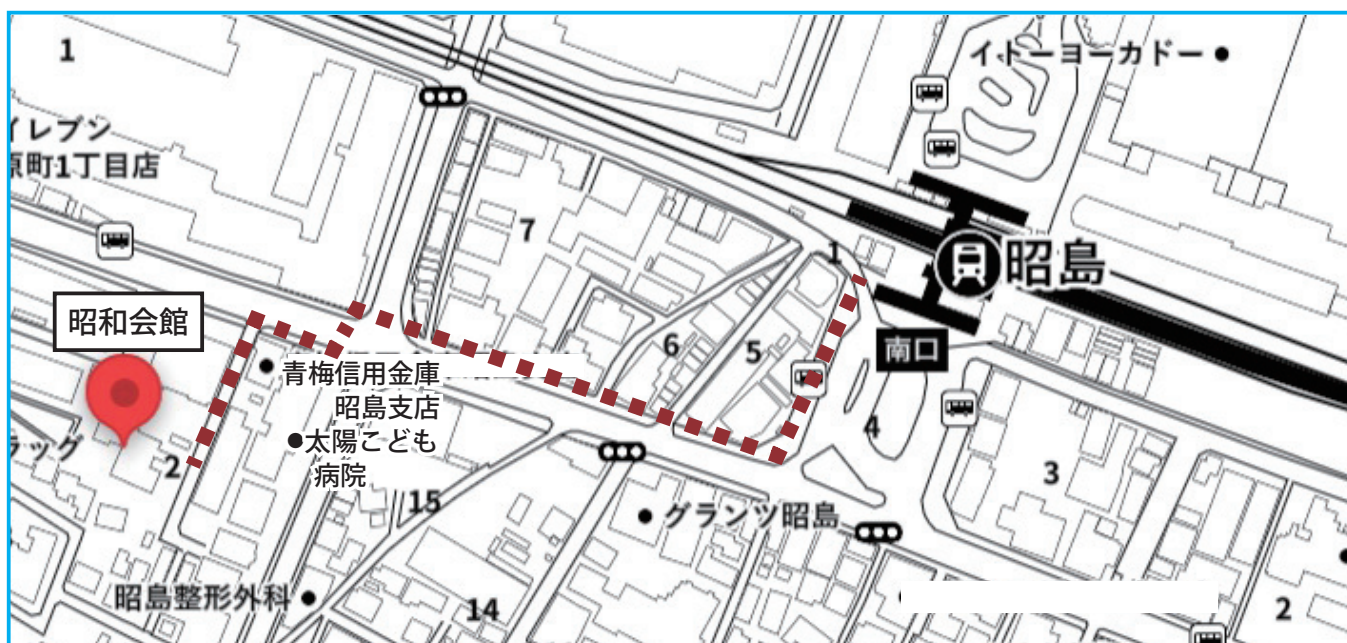 1
イトーヨーカドー
イレブン
原町1丁目店
7
1
昭島
昭和会館
南口
6
5
青梅信用金庫
昭島支店
太陽こども
病院
4
ラッグ
2
3
15
グランツ昭島
昭島整形外科
14
2